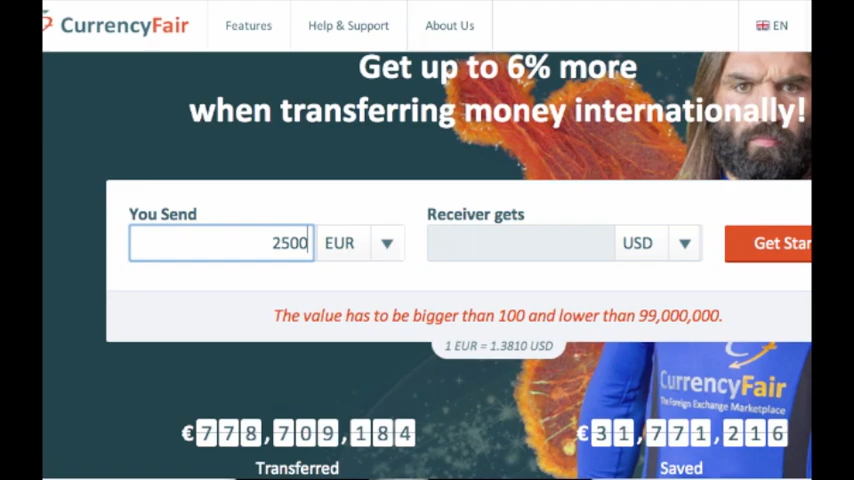 CurrencyFair
Features
Help & Support
About Us
EN
Get up to 6% more
when transferring money internationally!
You Send
Receiver gets
2500
EUR
USD
Get Star
The value has to be bigger than 100 and lower than 99,000,000.
1 EUR = 1.3810 USD
CurrencyFair
The Foreign Exchange Marketplace
€778,709,184
€31,771,216
Transferred
Saved